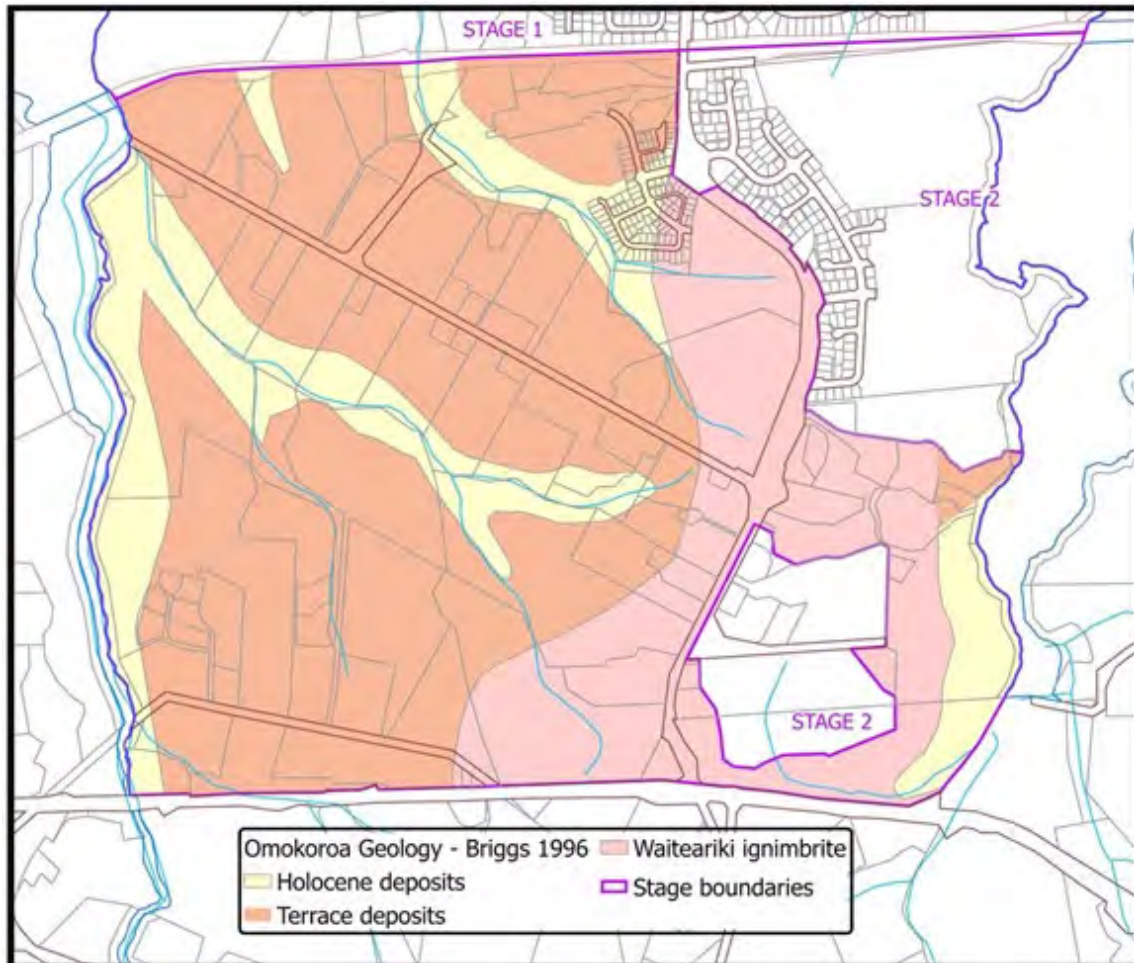 STAGE 1
STAGE 2
STAGE 2
Omokoroa Geology - Briggs 1996
Holocene deposits
Terrace deposits
Waiteariki ignimbrite
Stage boundaries